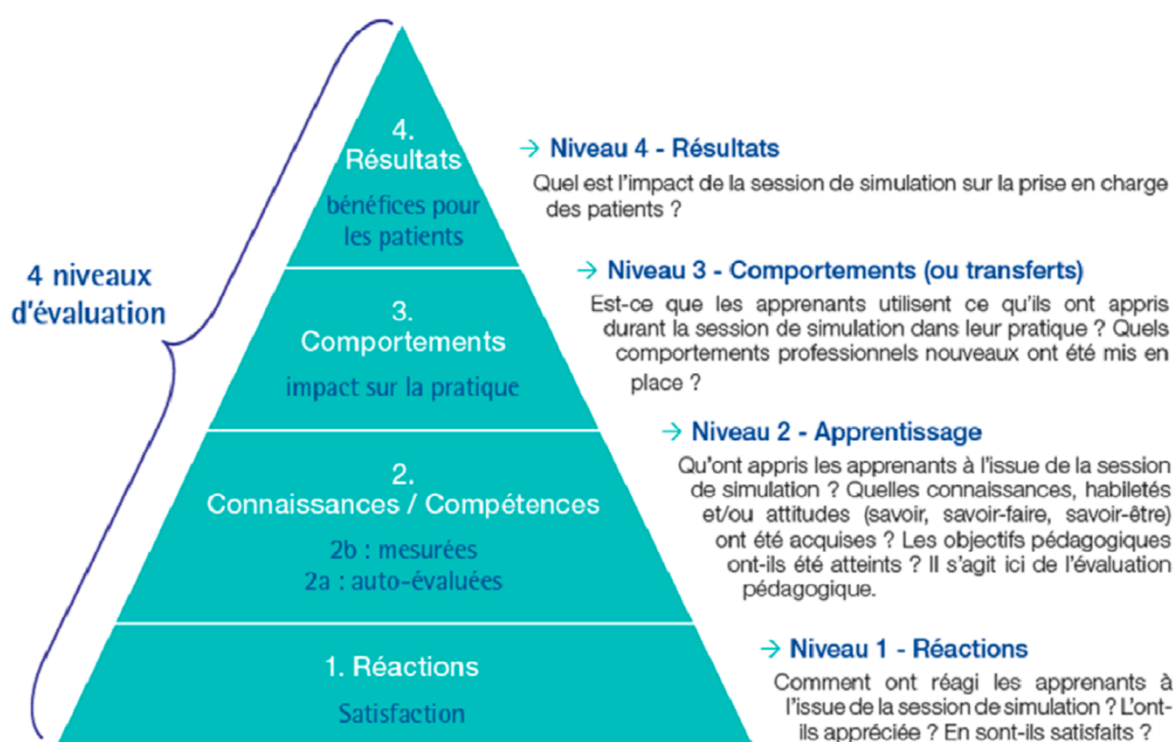 4 niveaux
d'évaluation
4.
Résultats
bénéfices pour
les patients
3.
Comportements
impact sur la pratique
2.
Connaissances / Compétences
2b : mesurées
2a : auto-évaluées
1. Réactions
Satisfaction
→ Niveau 4 - Résultats
Quel est l'impact de la session de simulation sur la prise en charge
des patients ?
→ Niveau 3 - Comportements (ou transferts)
Est-ce que les apprenants utilisent ce qu'ils ont appris
durant la session de simulation dans leur pratique ? Quels
comportements professionnels nouveaux ont été mis en
place ?
→ Niveau 2 - Apprentissage
Qu'ont appris les apprenants à l'issue de la session
de simulation ? Quelles connaissances, habiletés
et/ou attitudes (savoir, savoir-faire, savoir-être)
ont été acquises ? Les objectifs pédagogiques
ont-ils été atteints ? Il s'agit ici de l'évaluation
pédagogique.
→ Niveau 1 - Réactions
Comment ont réagi les apprenants à
l'issue de la session de simulation ? L'ont-
ils appréciée ? En sont-ils satisfaits ?